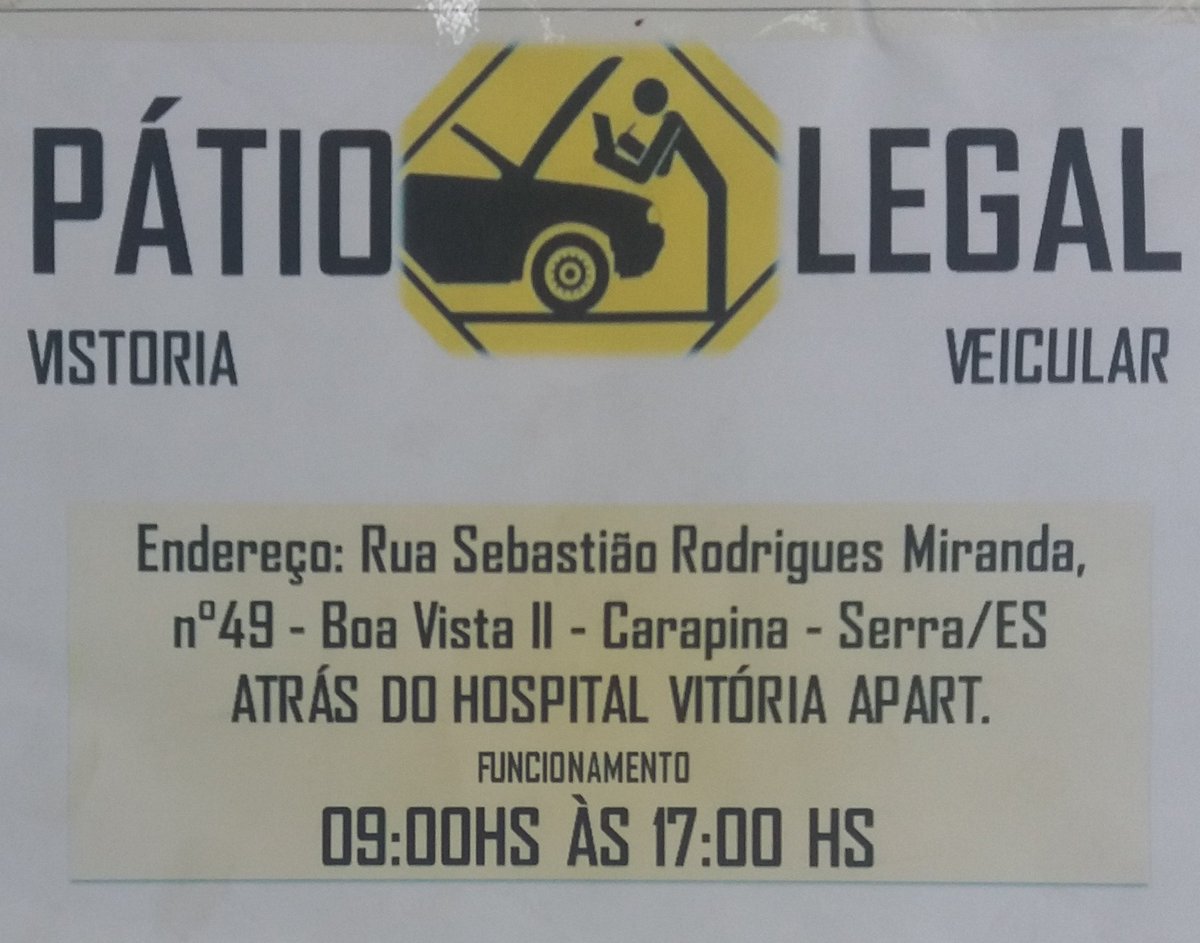 PÁTIO LEGAL
VISTORIA VEICULAR
Endereço: Rua Sebastião Rodrigues Miranda,
nº49 - Boa Vista II - Carapina - Serra/ES
ATRÁS DO HOSPITAL VITÓRIA APART.
FUNCIONAMENTO
09:00HS ÀS 17:00 HS